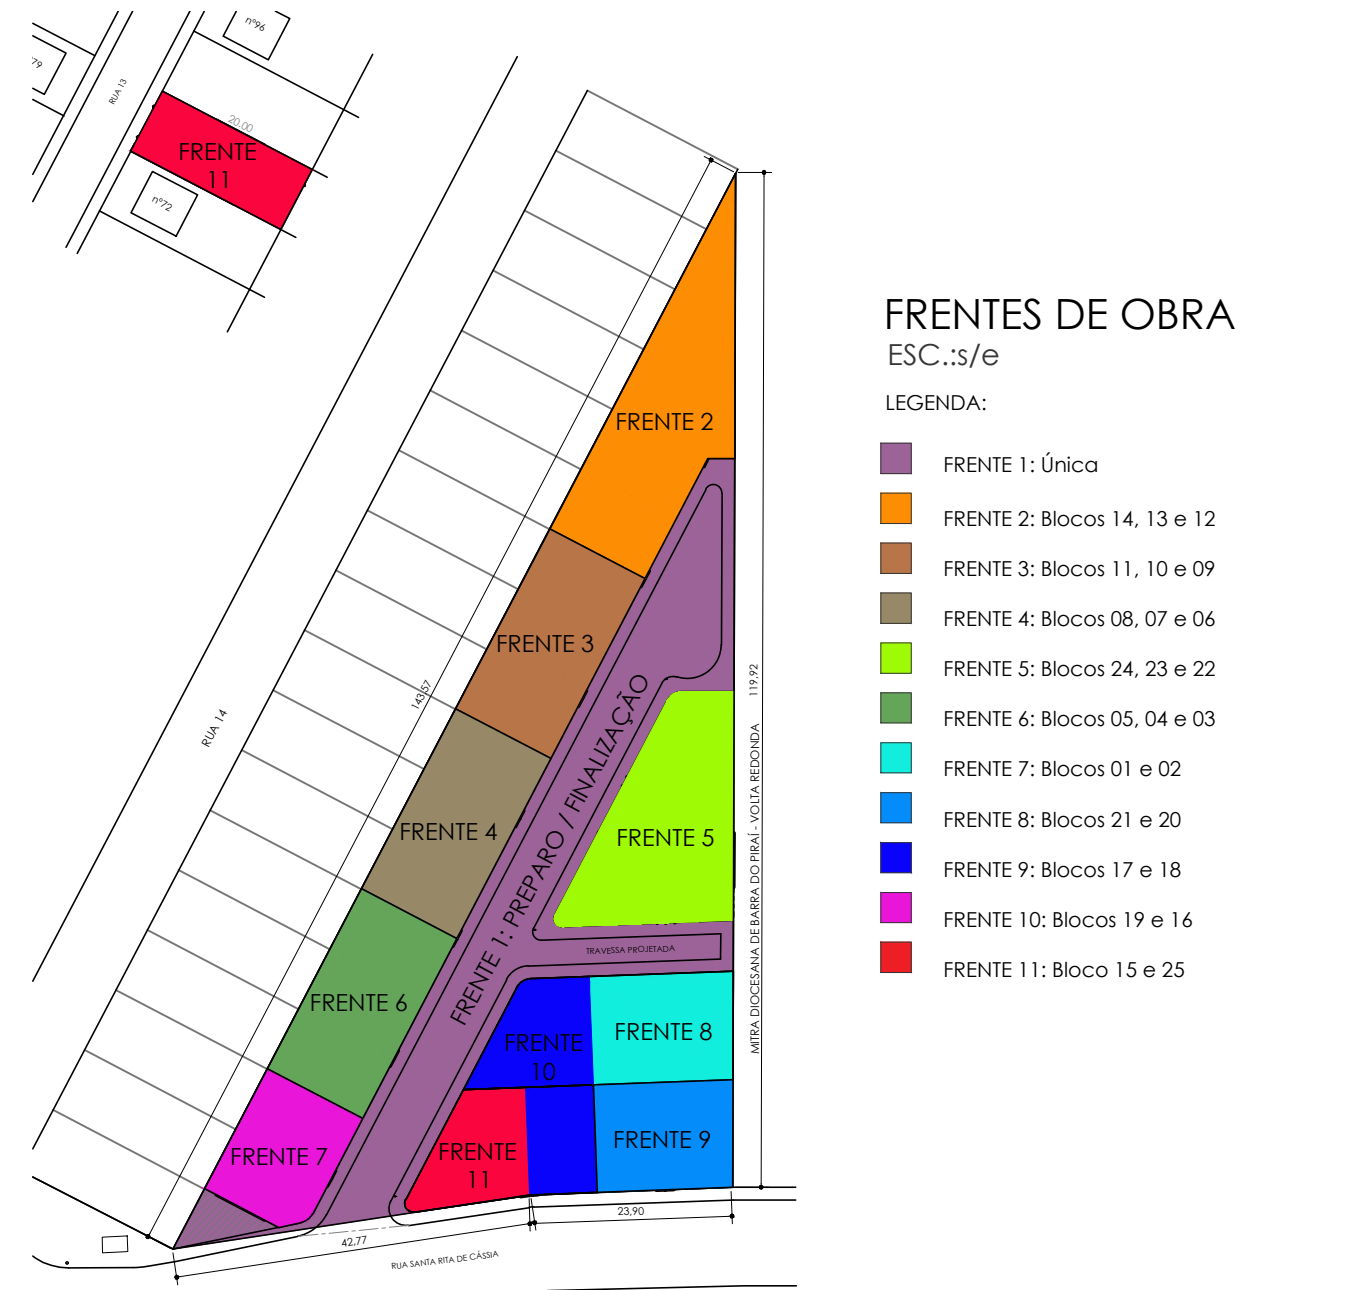 nº96
79
RUA 13
20.00
FRENTE
11
nº72
FRENTES DE OBRA
ESC.:s/e
LEGENDA:
FRENTE 1: Única
FRENTE 2: Blocos 14, 13 e 12
FRENTE 3: Blocos 11, 10 e 09
FRENTE 4: Blocos 08, 07 e 06
FRENTE 5: Blocos 24, 23 e 22
FRENTE 6: Blocos 05, 04 e 03
FRENTE 7: Blocos 01 e 02
FRENTE 8: Blocos 21 e 20
FRENTE 9: Blocos 17 e 18
FRENTE 10: Blocos 19 e 16
FRENTE 11: Bloco 15 e 25
FRENTE 2
FRENTE 3
143,57
RUA 14
FRENTE 1: PREPARO / FINALIZAÇÃO
MITRA DIOCESANA DE BARRA DO PIRAÍ - VOLTA REDONDA
119,92
FRENTE 4
FRENTE 5
TRAVESSA PROJETADA
FRENTE 6
FRENTE
10
FRENTE 8
FRENTE 7
FRENTE
11
FRENTE 9
42,77
23,90
RUA SANTA RITA DE CÁSSIA